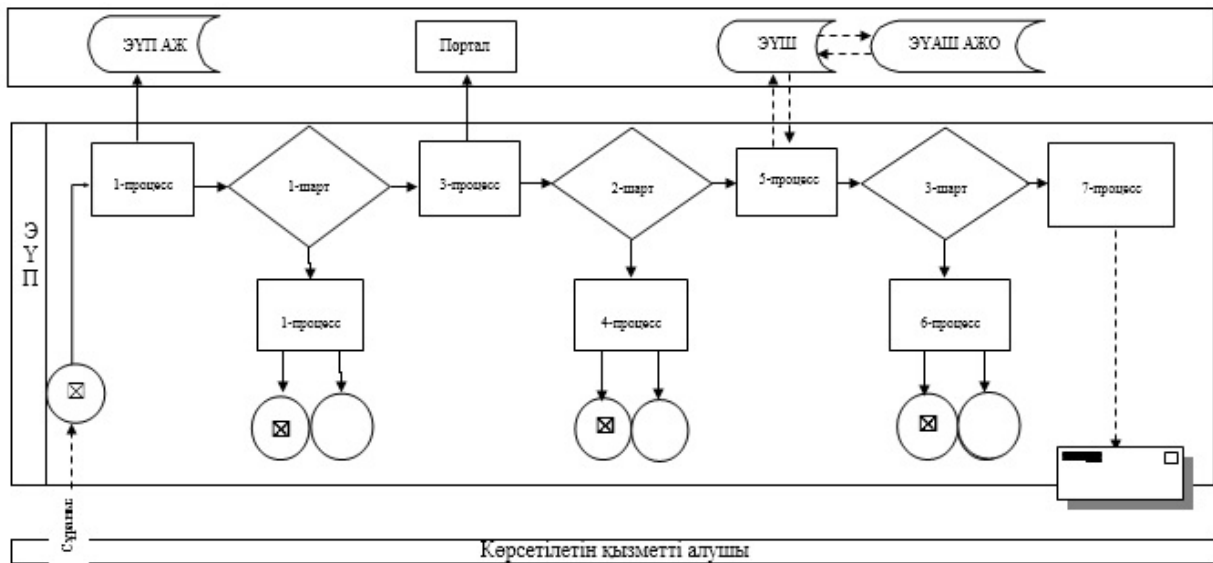 ЭҮП АЖ
Портал
ЭҮШ
ЭҮАШ АЖО
1-процесс
1-шарт
3-процесс
2-шарт
5-процесс
3-шарт
7-процесс
ЭҮП
1-процесс
4-процесс
6-процесс
Сұраныс
Көрсетілетін қызметті алушы